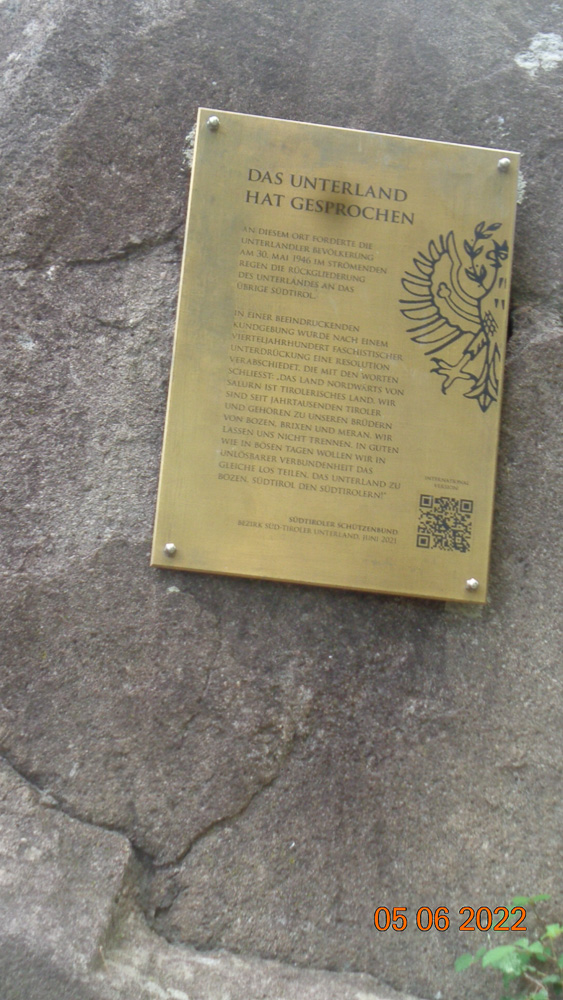 DAS UNTERLAND
HAT GESPROCHEN
AN DIESEM ORT FORDERTE DIE
UNTERLANDLER BEVÖLKERUNG
AM 30. MAI 1946 IM STRÖMENDEN
REGEN DIE RÜCKGLIEDERUNG
DES UNTERLANDES AN DAS
ÜBRIGE SÜDTIROL.
IN EINER BEEINDRUCKENDEN
KUNDGEBUNG WURDE NACH EINEM
VIERTELJAHRHUNDERT FASCHISTISCHER
UNTERDRÜCKUNG EINE RESOLUTION
VERABSCHIEDET, DIE MIT DEN WORTEN
SCHLIESST: „DAS LAND NORDWÄRTS VON
SALURN IST TIROLERISCHES LAND. WIR
SIND SEIT JAHRTAUSENDEN TIROLER
UND GEHÖREN ZU UNSEREN BRÜDERN
VON BOZEN, BRIXEN UND MERAN. WIR
LASSEN UNS NICHT TRENNEN. IN GUTEN
WIE IN BÖSEN TAGEN WOLLEN WIR IN
UNLÖSBARER VERBUNDENHEIT DAS
GLEICHE LOS TEILEN. DAS UNTERLAND ZU
BOZEN, SÜDTIROL DEN SÜDTIROLERN!"
INTERNATIONAL
VERSION
SÜDTIROLER SCHÜTZENBUND
BEZIRK SÜD-TIROLER UNTERLAND, JUNI 2021
05 06 2022